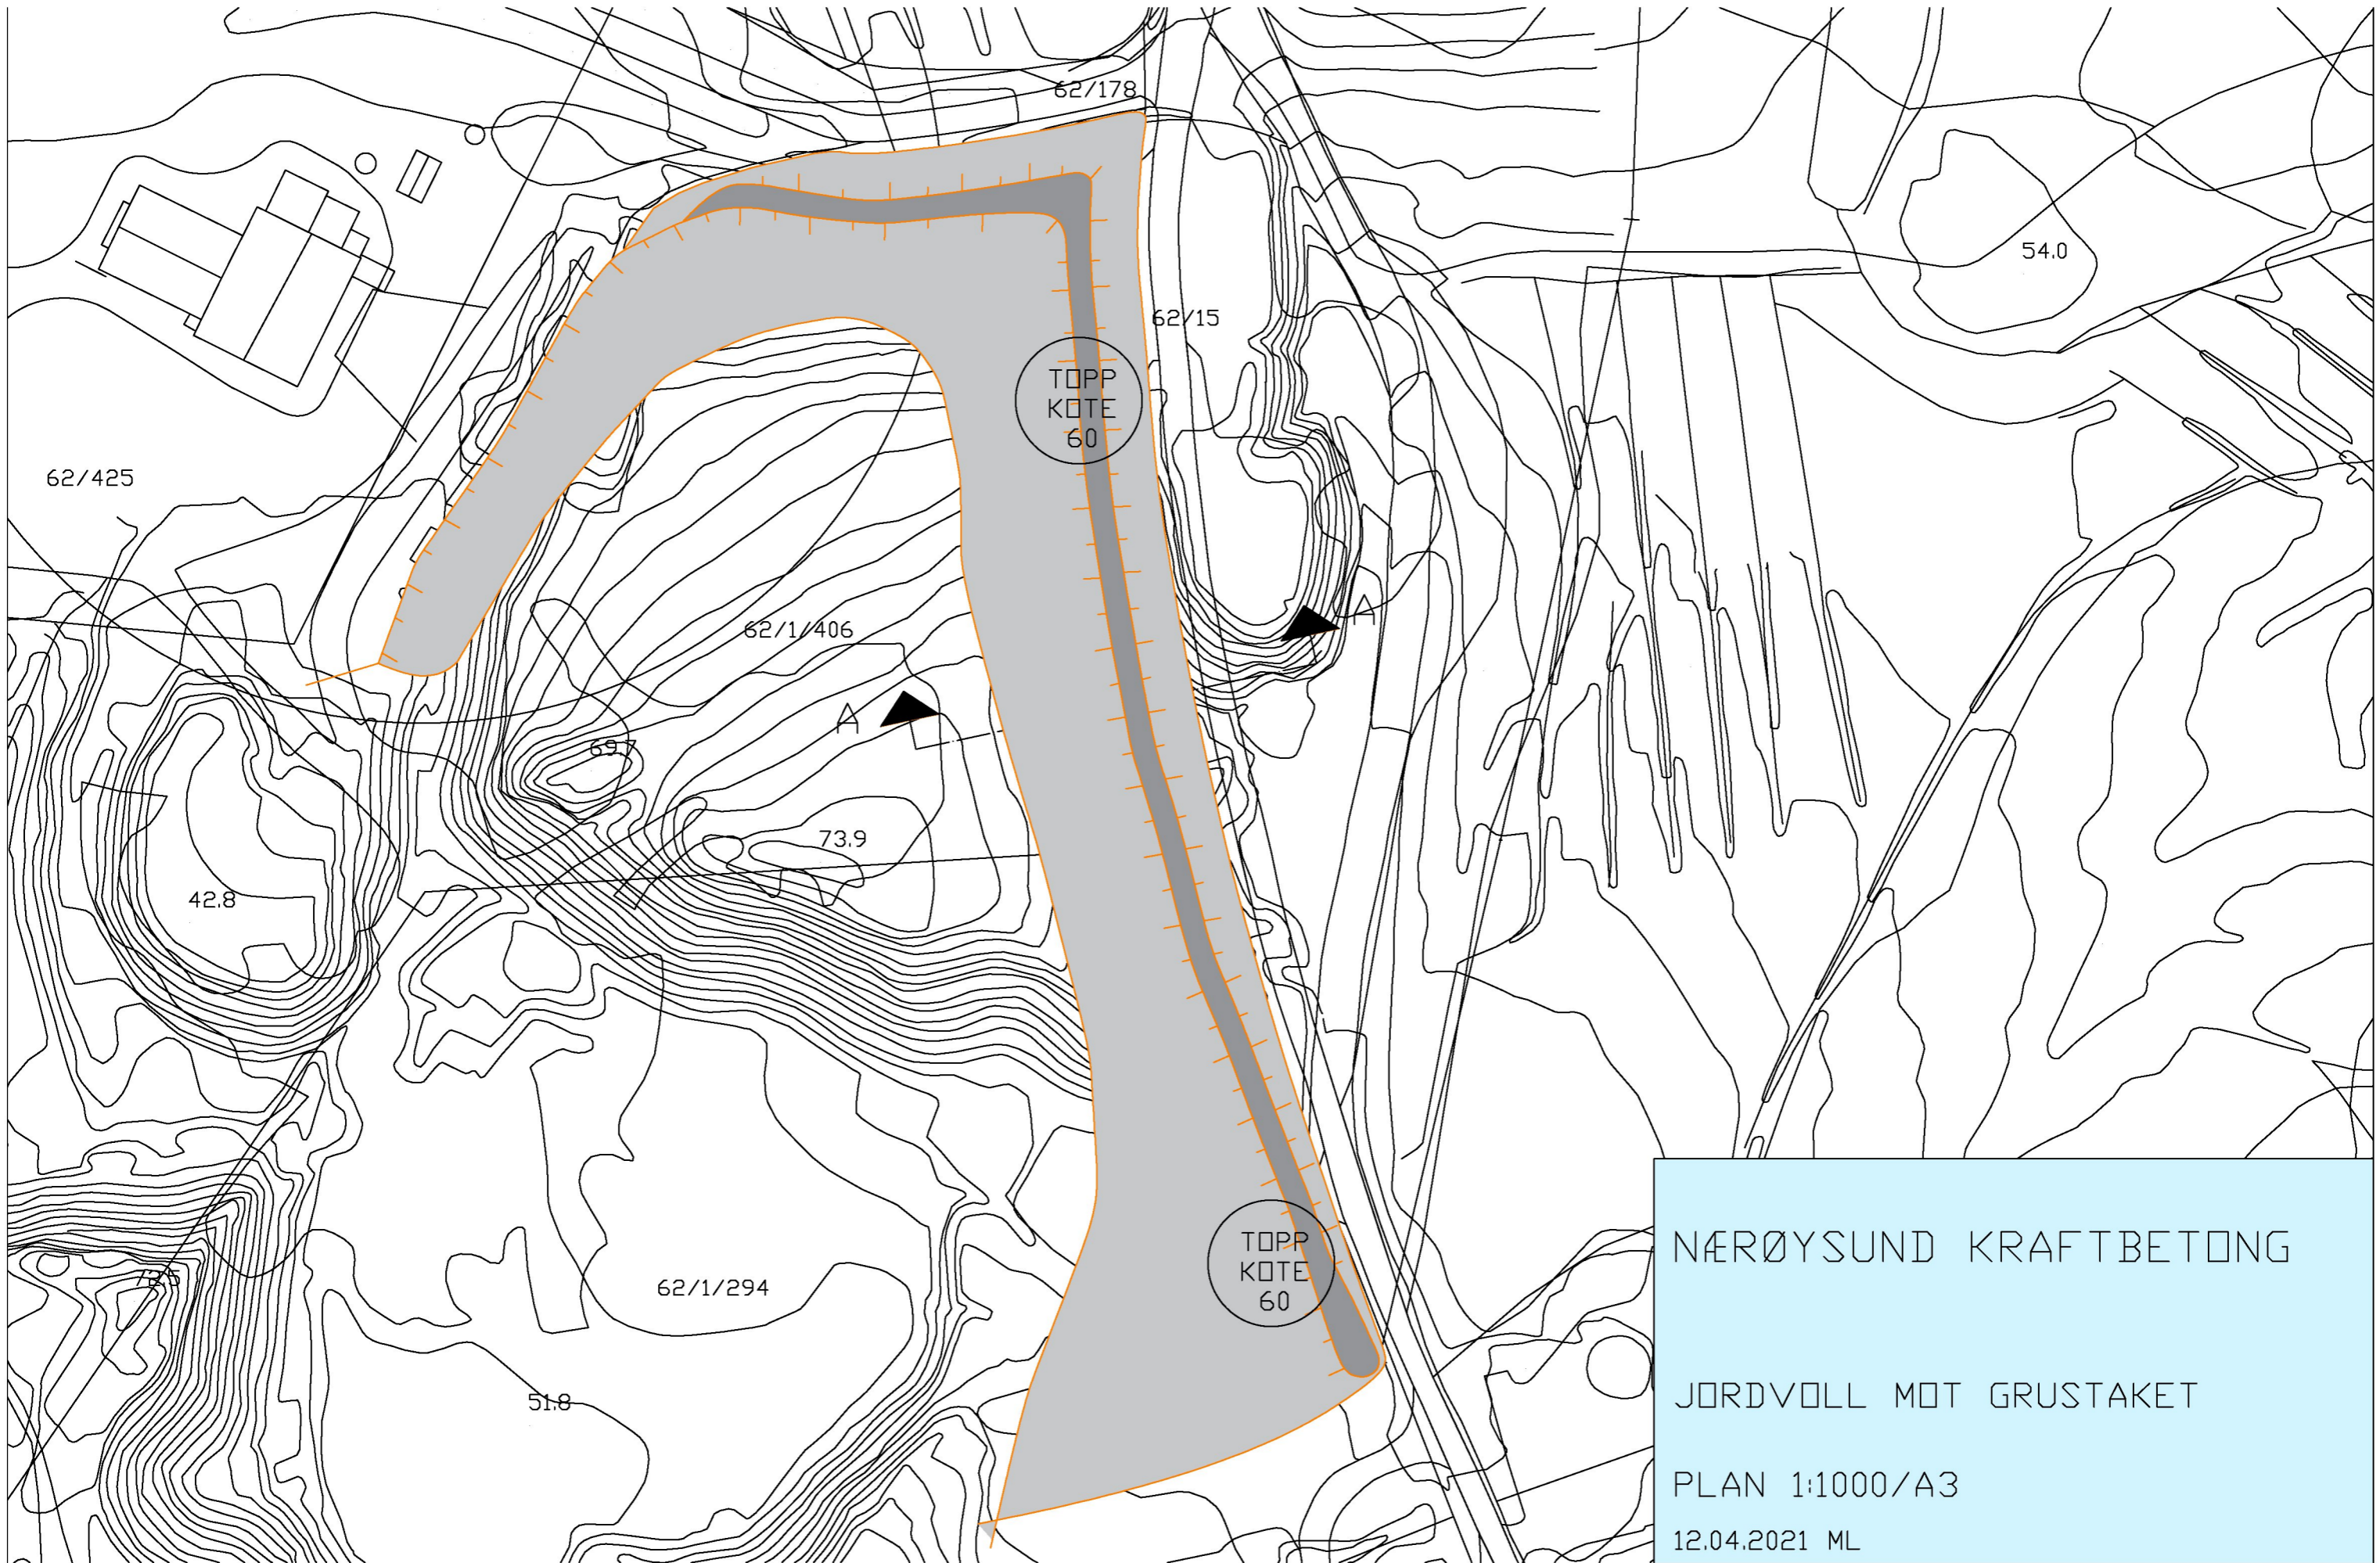 62/178
54.0
62/15
TOPP
KOTE
60
62/425
A
62/1/406
A
69.7
73.9
42.8
72.5
62/1/294
TOPP
KOTE
60
51.8
NÆRØYSUND KRAFTBETONG
JORDVOLL MOT GRUSTAKET
PLAN 1:1000/A3
12.04.2021 ML